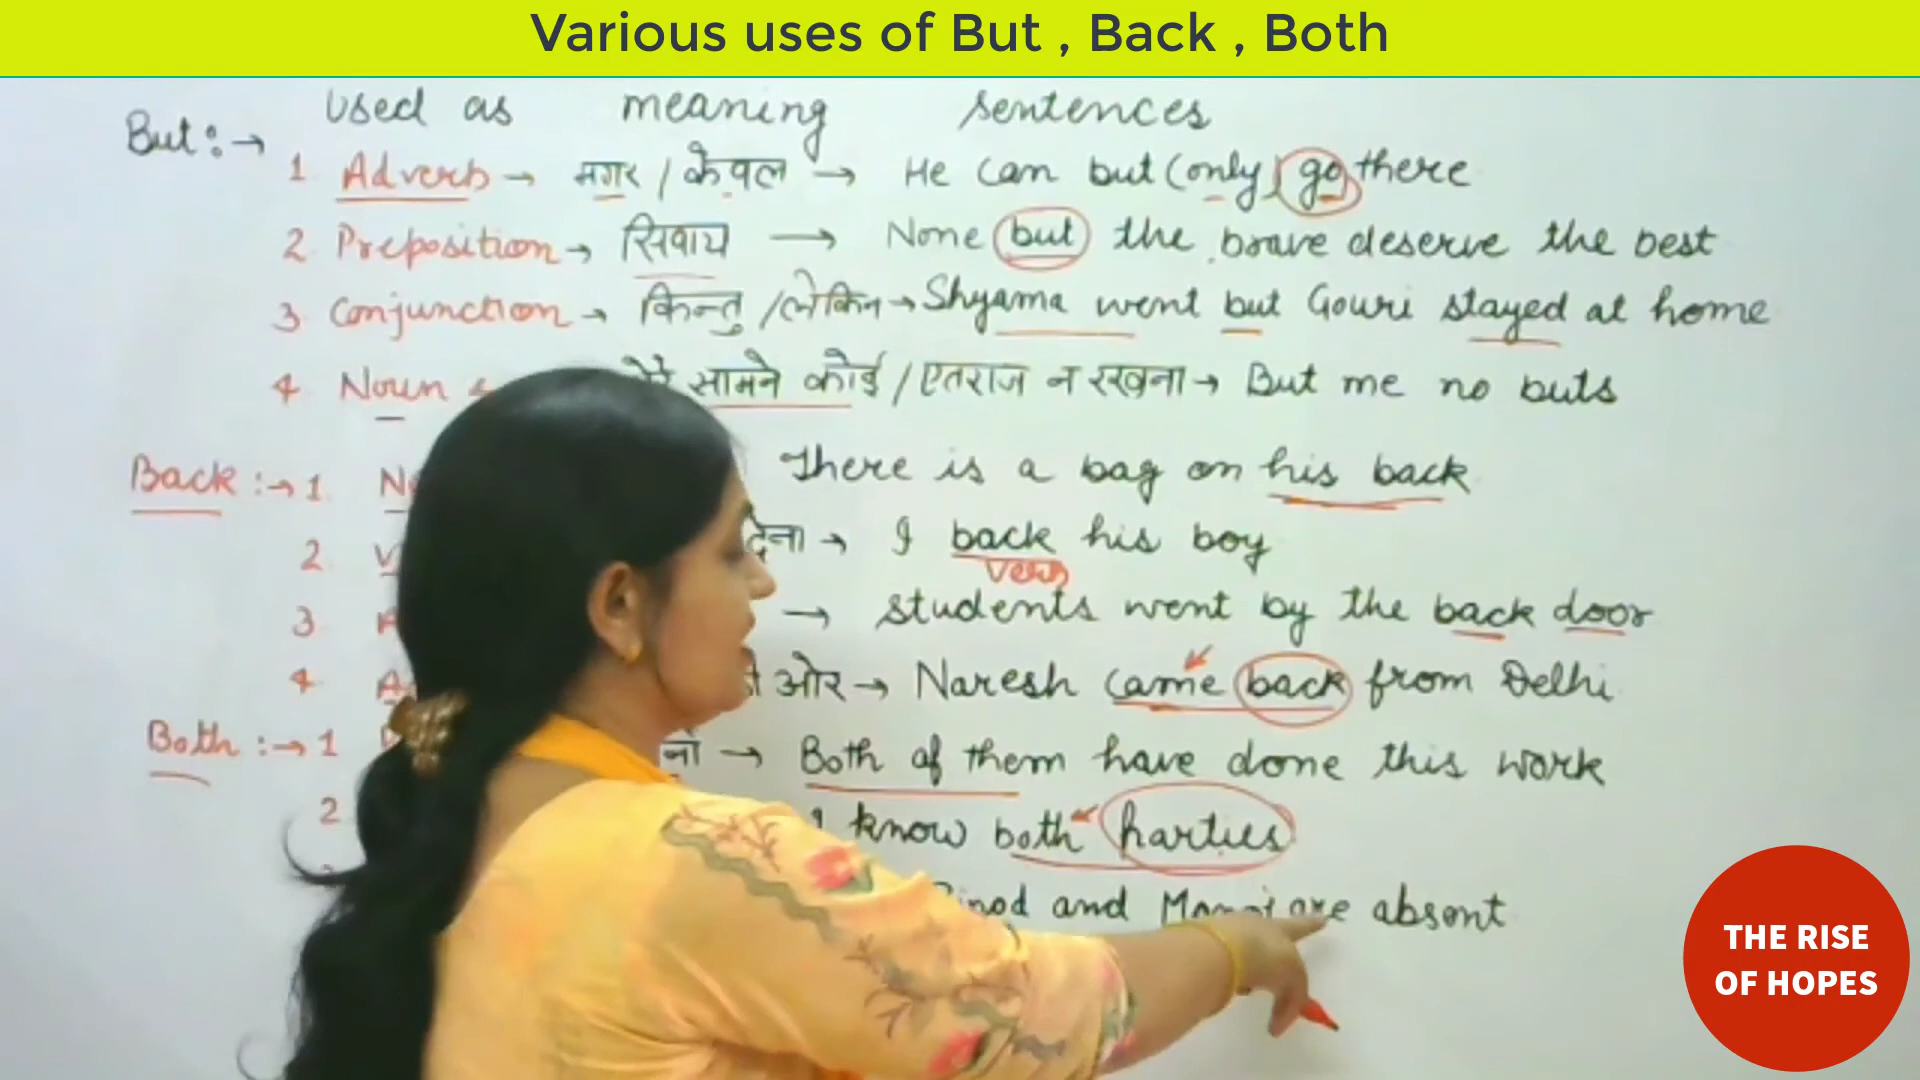 Various uses of But , Back , Both
used as meaning sentences
But :→
1 Adverb → मगर / केवल → He can but (only) go there
2 Preposition → सिवाय → None but the brave deserve the best
3 Conjunction → किन्तु / लेकिन → Shyama went but Gouri stayed at home
4 Noun सामने कोई / एतराज न रखना → But me no buts
Back :→ 1. There is a bag on his back
2 देना → I back his boy
verb
3 → students went by the back door
4 ओर → Naresh came back from Delhi
Both :→ 1 → Both of them have done this work
2 I know both harties
and are absent
THE RISE
OF HOPES